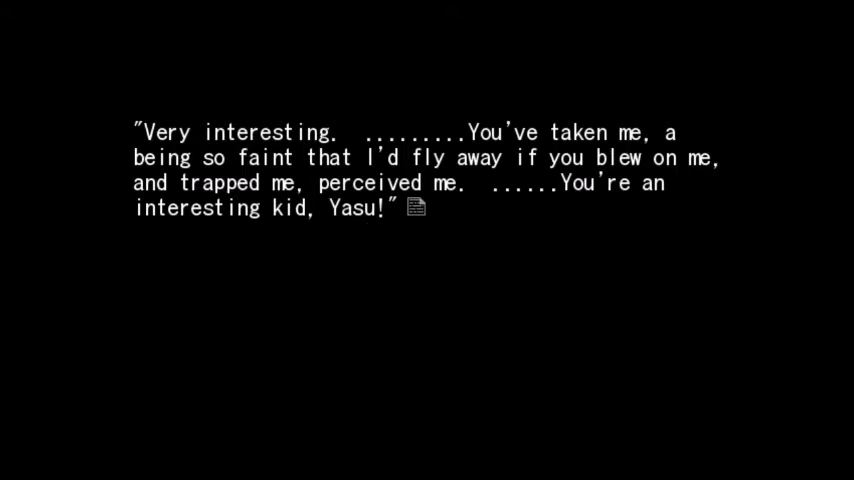 "Very interesting.  .........You've taken me, a
being so faint that I'd fly away if you blew on me,
and trapped me, perceived me.  ......You're an
interesting kid, Yasu!"